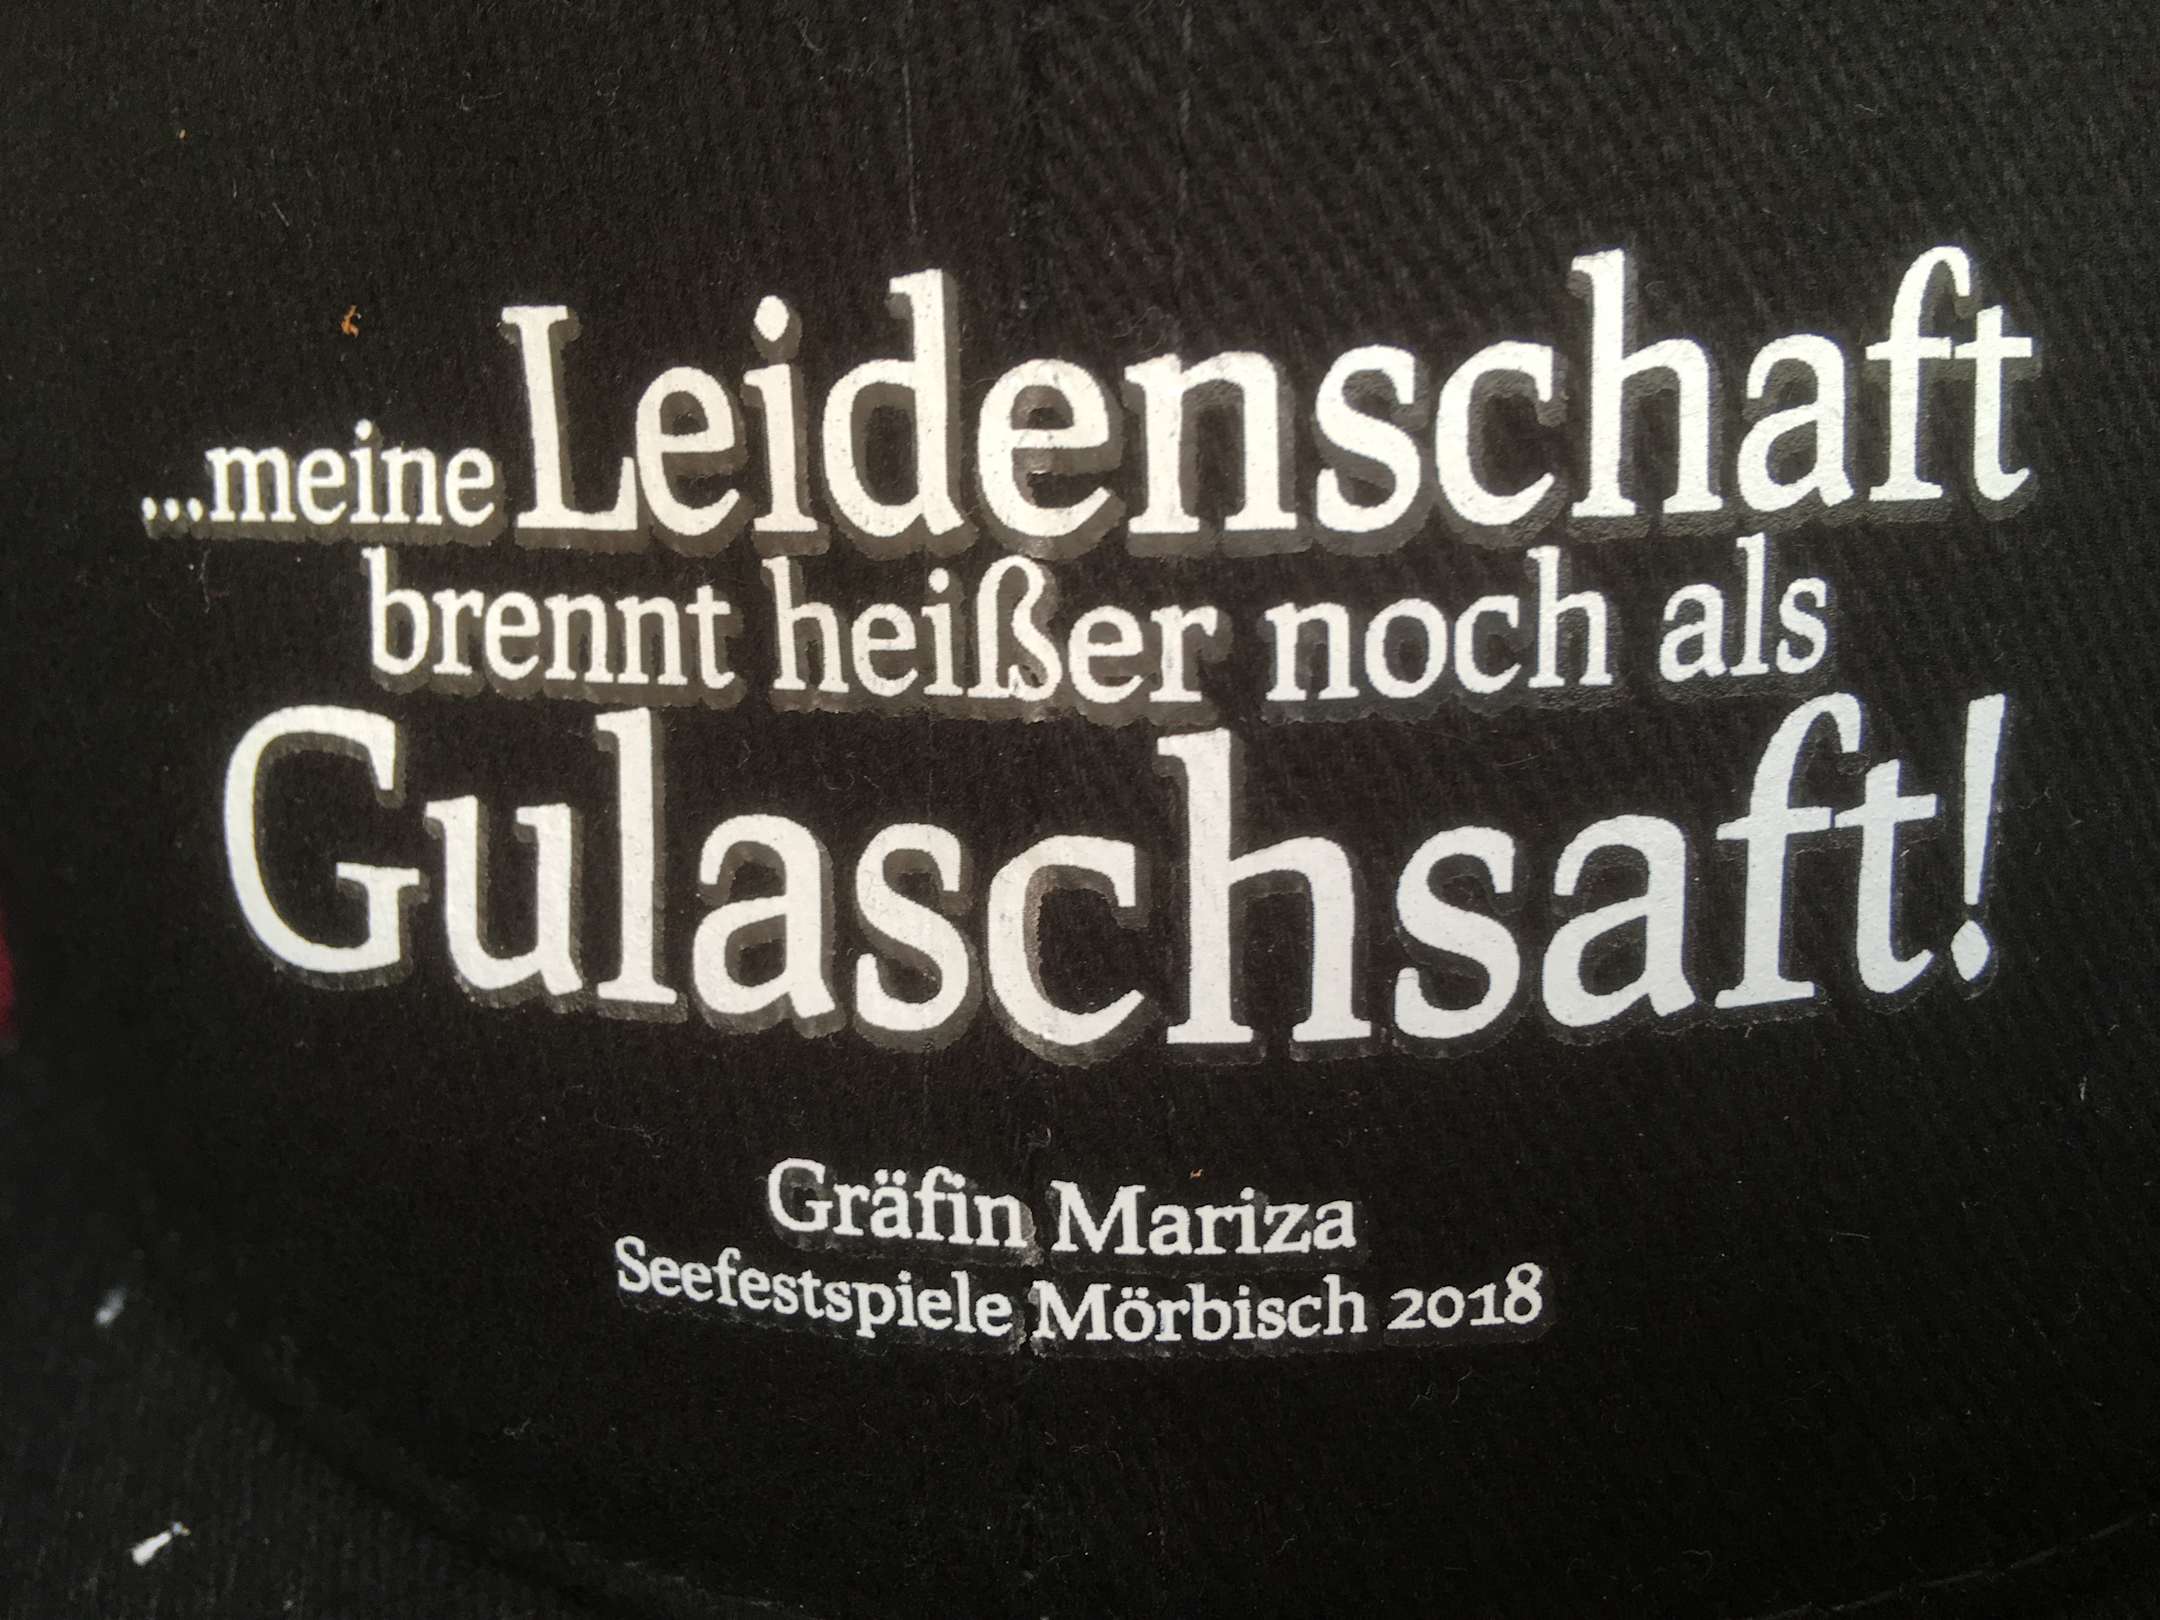 ...meine Leidenschaft
brennt heißer noch als
Gulaschsaft!
Gräfin Mariza
Seefestspiele Mörbisch 2018